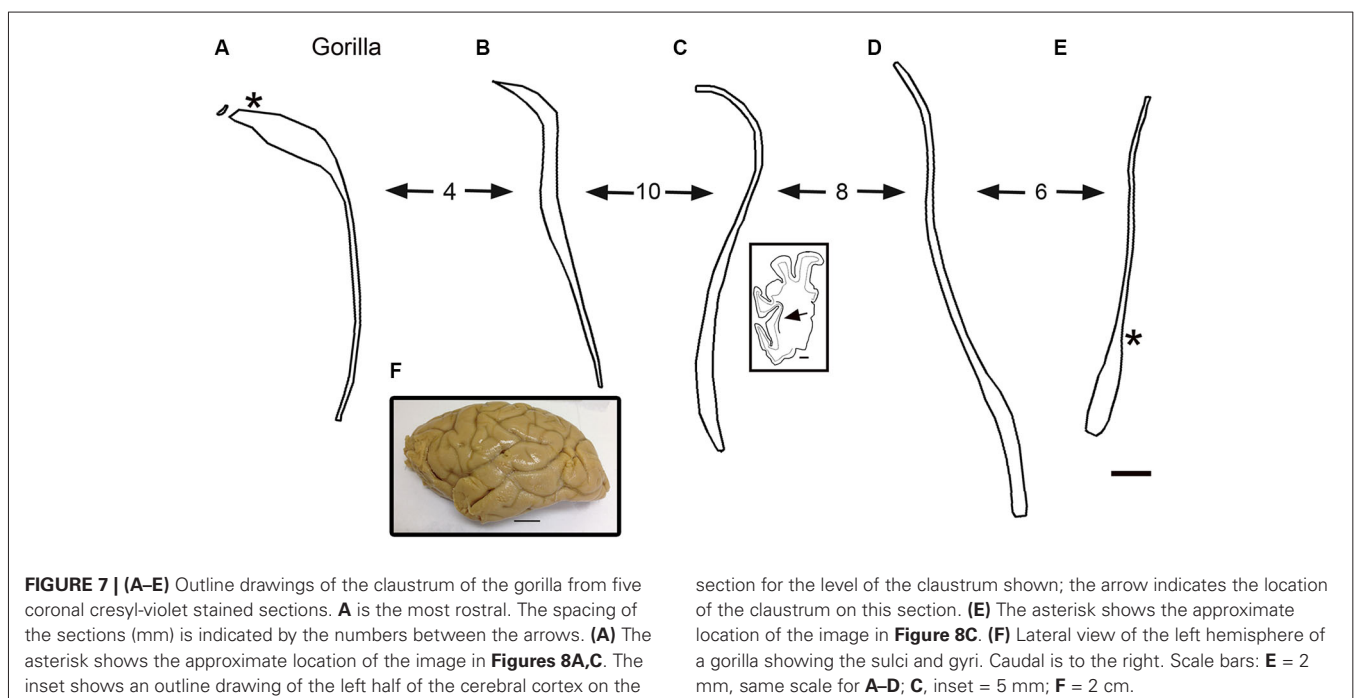 A Gorilla B C D E
*
4 10 8 6
*
F
FIGURE 7 | (A–E) Outline drawings of the claustrum of the gorilla from five
coronal cresyl-violet stained sections. A is the most rostral. The spacing of
the sections (mm) is indicated by the numbers between the arrows. (A) The
asterisk shows the approximate location of the image in Figures 8A,C. The
inset shows an outline drawing of the left half of the cerebral cortex on the
section for the level of the claustrum shown; the arrow indicates the location
of the claustrum on this section. (E) The asterisk shows the approximate
location of the image in Figure 8C. (F) Lateral view of the left hemisphere of
a gorilla showing the sulci and gyri. Caudal is to the right. Scale bars: E = 2
mm, same scale for A–D; C, inset = 5 mm; F = 2 cm.